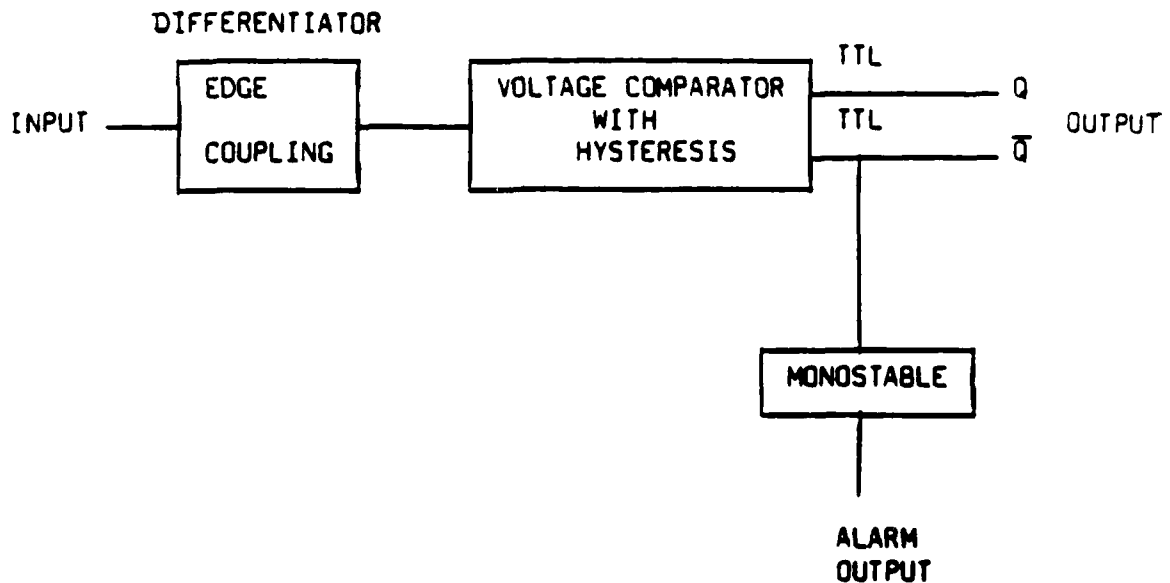 DIFFERENTIATOR
INPUT
EDGE
COUPLING
VOLTAGE COMPARATOR
WITH
HYSTERESIS
TTL
Q
TTL
Q̅
OUTPUT
MONOSTABLE
ALARM
OUTPUT